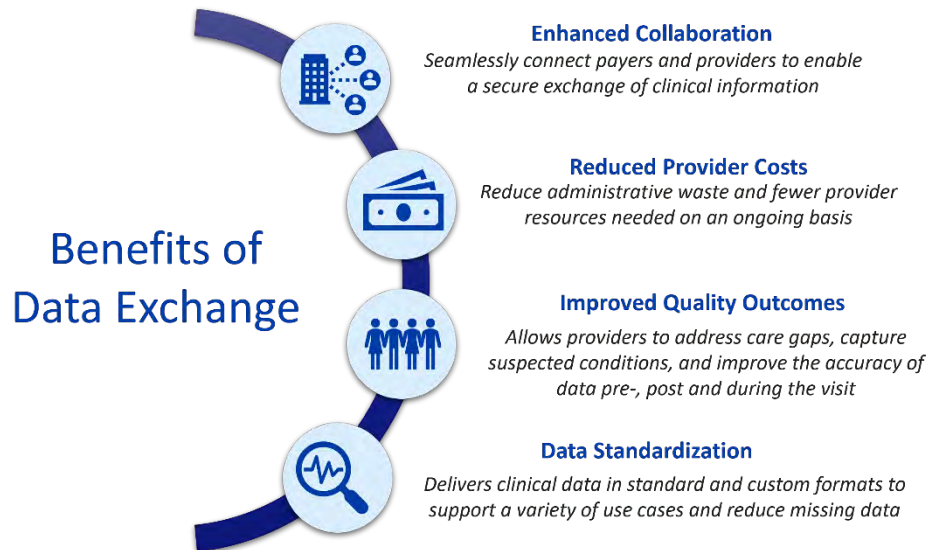 Benefits of
Data Exchange
Enhanced Collaboration
Seamlessly connect payers and providers to enable
a secure exchange of clinical information
Reduced Provider Costs
Reduce administrative waste and fewer provider
resources needed on an ongoing basis
Improved Quality Outcomes
Allows providers to address care gaps, capture
suspected conditions, and improve the accuracy of
data pre-, post and during the visit
Data Standardization
Delivers clinical data in standard and custom formats to
support a variety of use cases and reduce missing data